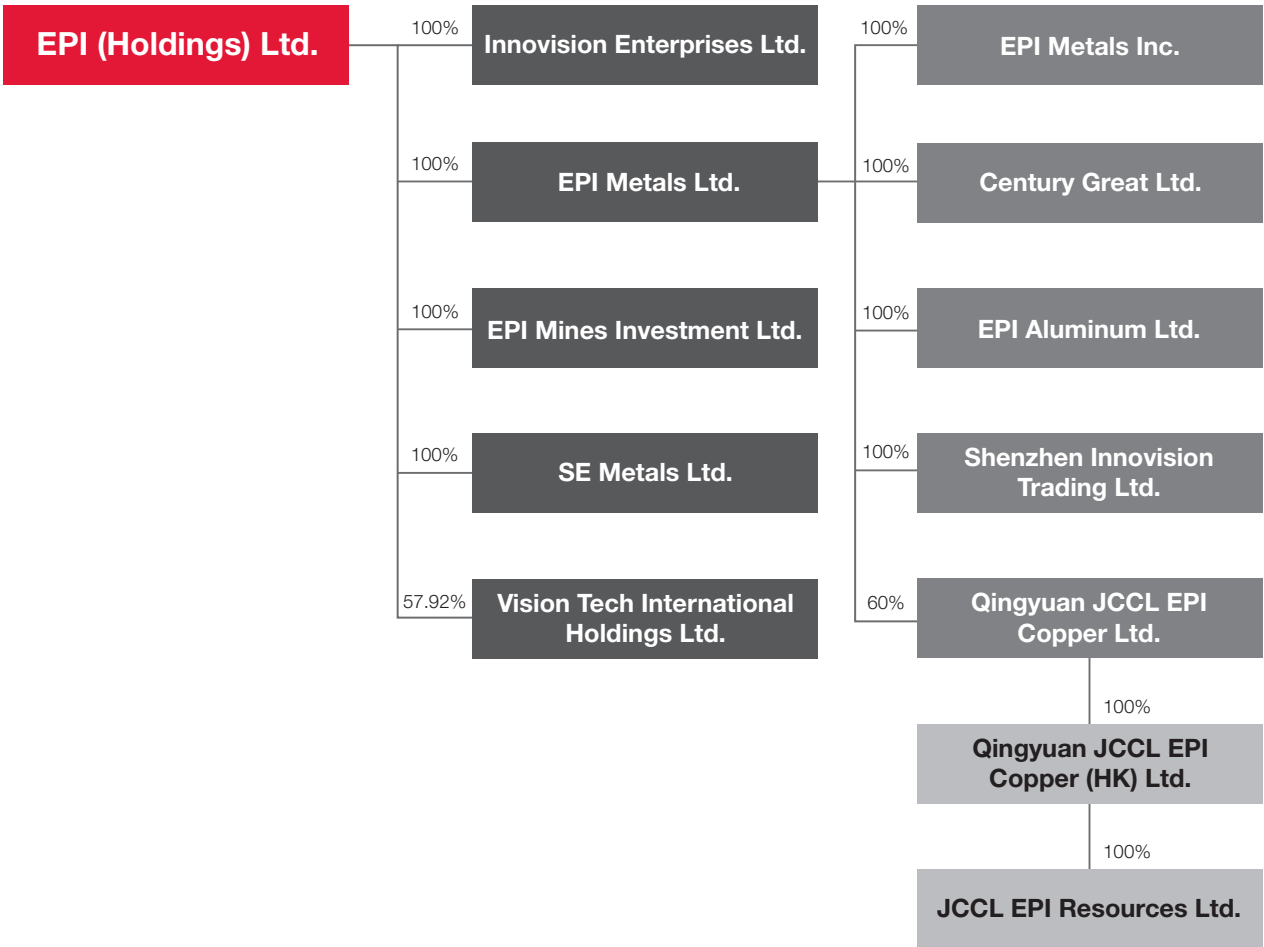 EPI (Holdings) Ltd.
100%
Innovision Enterprises Ltd.
100%
EPI Metals Inc.
100%
EPI Metals Ltd.
100%
Century Great Ltd.
100%
EPI Mines Investment Ltd.
100%
EPI Aluminum Ltd.
100%
SE Metals Ltd.
100%
Shenzhen Innovision
Trading Ltd.
57.92%
Vision Tech International
Holdings Ltd.
60%
Qingyuan JCCL EPI
Copper Ltd.
100%
Qingyuan JCCL EPI
Copper (HK) Ltd.
100%
JCCL EPI Resources Ltd.